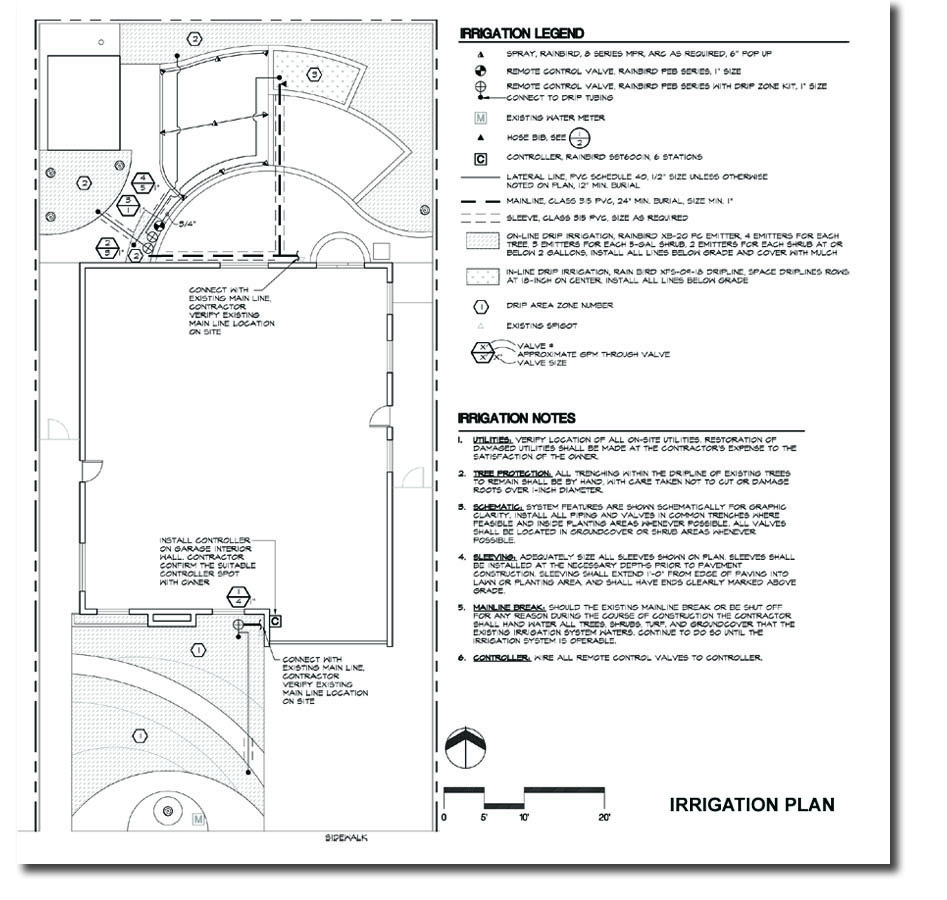 IRRIGATION LEGEND
SPRAY, RAINBIRD, 8 SERIES MPR, ARC AS REQUIRED, 6" POP UP
REMOTE CONTROL VALVE, RAINBIRD PEB SERIES, 1" SIZE
REMOTE CONTROL VALVE, RAINBIRD PEB SERIES WITH DRIP ZONE KIT, 1" SIZE
CONNECT TO DRIP TUBING
M EXISTING WATER METER
HOSE BIB, SEE 1
2
C CONTROLLER, RAINBIRD SST600IN, 6 STATIONS
LATERAL LINE, PVC SCHEDULE 40, 1/2" SIZE UNLESS OTHERWISE
NOTED ON PLAN, 12" MIN. BURIAL
MAINLINE, CLASS 315 PVC, 24" MIN. BURIAL, SIZE MIN. 1"
SLEEVE, CLASS 315 PVC, SIZE AS REQUIRED
ON-LINE DRIP IRRIGATION, RAINBIRD XB-20 PC EMITTER, 4 EMITTERS FOR EACH
TREE, 3 EMITTERS FOR EACH 5-GAL SHRUB, 2 EMITTERS FOR EACH SHRUB AT OR
BELOW 2 GALLONS, INSTALL ALL LINES BELOW GRADE AND COVER WITH MULCH
IN-LINE DRIP IRRIGATION, RAIN BIRD XFS-09-18 DRIPLINE, SPACE DRIPLINES ROWS
AT 18-INCH ON CENTER, INSTALL ALL LINES BELOW GRADE
1 DRIP AREA ZONE NUMBER
EXISTING SPIGOT
X" VALVE #
X" X" APPROXIMATE GPM THROUGH VALVE
VALVE SIZE
IRRIGATION NOTES
1. UTILITIES: VERIFY LOCATION OF ALL ON-SITE UTILITIES. RESTORATION OF
DAMAGED UTILITIES SHALL BE MADE AT THE CONTRACTOR'S EXPENSE TO THE
SATISFACTION OF THE OWNER.
2. TREE PROTECTION: ALL TRENCHING WITHIN THE DRIPLINE OF EXISTING TREES
TO REMAIN SHALL BE BY HAND, WITH CARE TAKEN NOT TO CUT OR DAMAGE
ROOTS OVER 1-INCH DIAMETER.
3. SCHEMATIC: SYSTEM FEATURES ARE SHOWN SCHEMATICALLY FOR GRAPHIC
CLARITY. INSTALL ALL PIPING AND VALVES IN COMMON TRENCHES WHERE
FEASIBLE AND INSIDE PLANTING AREAS WHENEVER POSSIBLE. ALL VALVES
SHALL BE LOCATED IN GROUNDCOVER OR SHRUB AREAS WHENEVER
POSSIBLE.
4. SLEEVING: ADEQUATELY SIZE ALL SLEEVES SHOWN ON PLAN. SLEEVES SHALL
BE INSTALLED AT THE NECESSARY DEPTHS PRIOR TO PAVEMENT
CONSTRUCTION. SLEEVING SHALL EXTEND 1'-0" FROM EDGE OF PAVING INTO
LAWN OR PLANTING AREA, AND SHALL HAVE ENDS CLEARLY MARKED ABOVE
GRADE.
5. MAINLINE BREAK: SHOULD THE EXISTING MAINLINE BREAK OR BE SHUT OFF
FOR ANY REASON DURING THE COURSE OF CONSTRUCTION THE CONTRACTOR
SHALL HAND WATER ALL TREES, SHRUBS, TURF, AND GROUNDCOVER THAT THE
EXISTING IRRIGATION SYSTEM WATERS. CONTINUE TO DO SO UNTIL THE
IRRIGATION SYSTEM IS OPERABLE.
6. CONTROLLER: WIRE ALL REMOTE CONTROL VALVES TO CONTROLLER.
2
3
2
4
5 1"
3
1 1"
3/4"
2
3 1"
2
CONNECT WITH
EXISTING MAIN LINE,
CONTRACTOR
VERIFY EXISTING
MAIN LINE LOCATION
ON SITE
INSTALL CONTROLLER
ON GARAGE INTERIOR
WALL. CONTRACTOR
CONFIRM THE SUITABLE
CONTROLLER SPOT
WITH OWNER
1
4 1"
C
1
CONNECT WITH
EXISTING MAIN LINE,
CONTRACTOR
VERIFY EXISTING
MAIN LINE LOCATION
ON SITE
1
M
SIDEWALK
0 5' 10' 20'
IRRIGATION PLAN